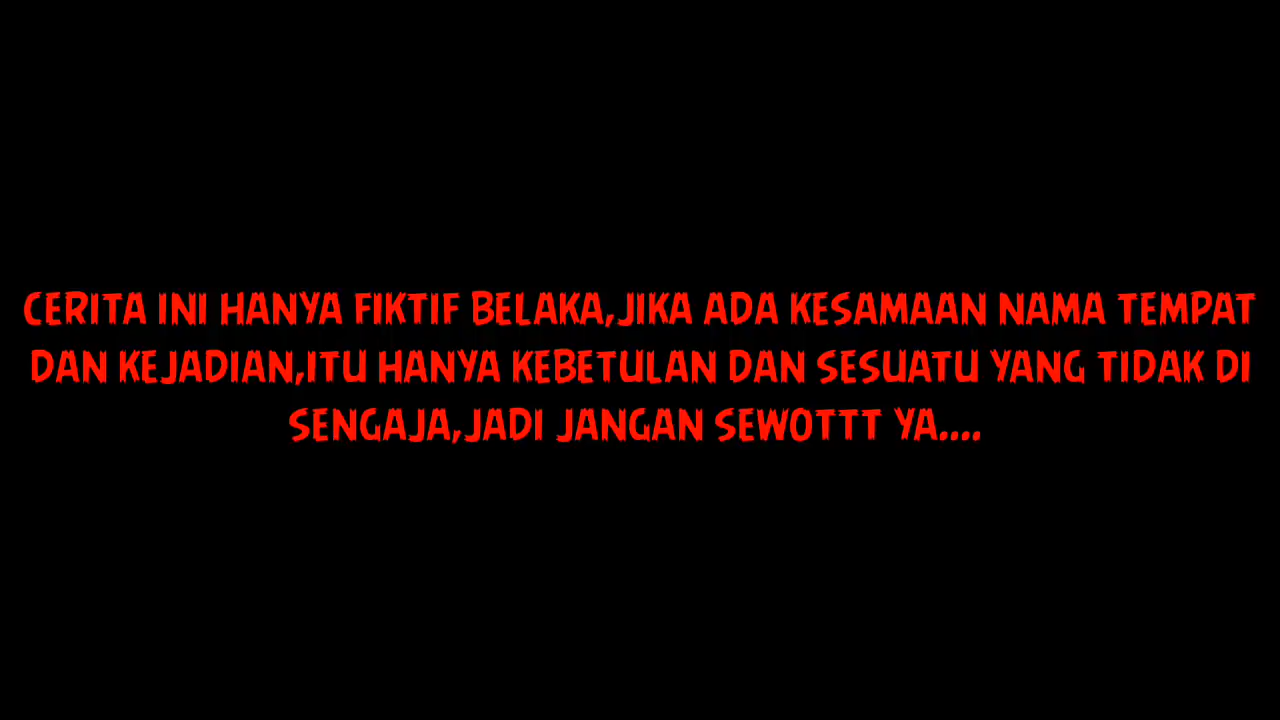 CERITA INI HANYA FIKTIF BELAKA,JIKA ADA KESAMAAN NAMA TEMPAT
DAN KEJADIAN,ITU HANYA KEBETULAN DAN SESUATU YANG TIDAK DI
SENGAJA,JADI JANGAN SEWOTTT YA....